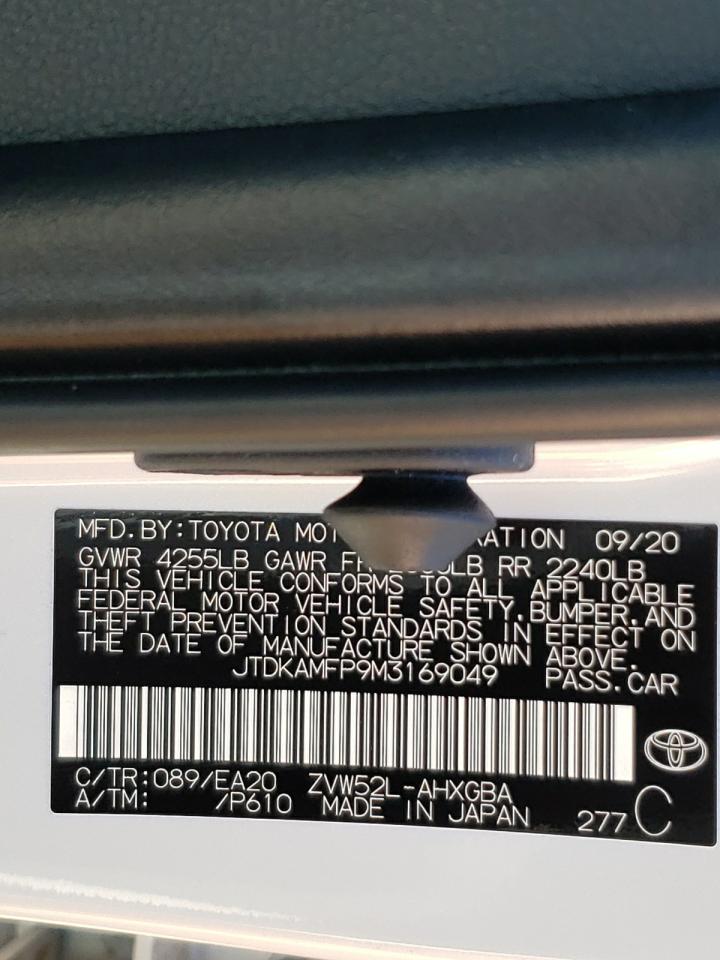 MFD.BY:TOYOTA MOT ATION 09/20
GVWR 4255LB GAWR LB RR 2240LB
THIS VEHICLE CONFORMS TO ALL APPLICABLE
FEDERAL MOTOR VEHICLE SAFETY,BUMPER,AND
THEFT PREVENTION STANDARDS IN EFFECT ON
THE DATE OF MANUFACTURE SHOWN ABOVE.
JTDKAMFP9M3169049 PASS.CAR
C/TR:089/EA20 ZVW52L-AHXGBA
A/TM: /P610 MADE IN JAPAN 277 C